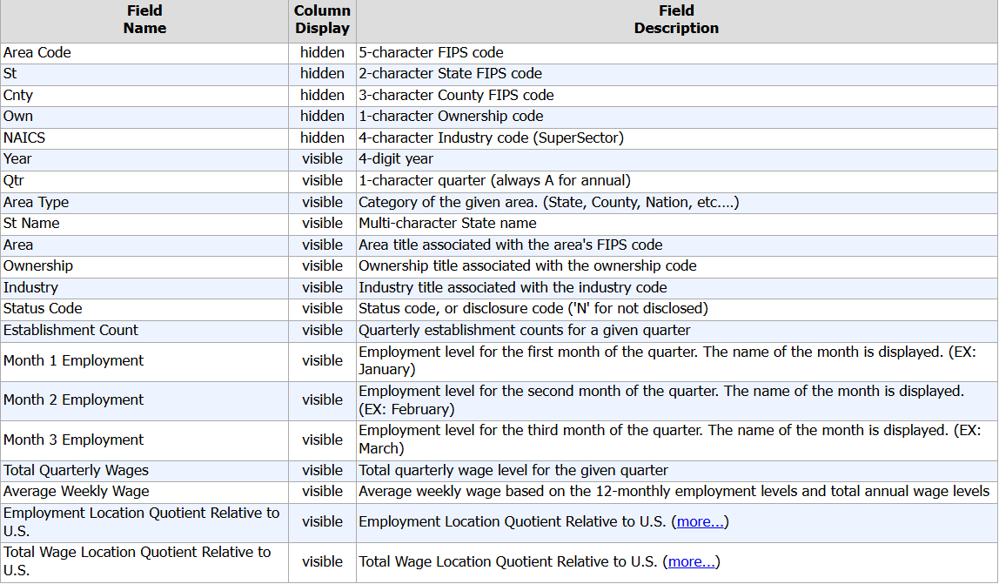 Field Name Column Display Field Description
Area Code hidden 5-character FIPS code
St hidden 2-character State FIPS code
Cnty hidden 3-character County FIPS code
Own hidden 1-character Ownership code
NAICS hidden 4-character Industry code (SuperSector)
Year visible 4-digit year
Qtr visible 1-character quarter (always A for annual)
Area Type visible Category of the given area. (State, County, Nation, etc....)
St Name visible Multi-character State name
Area visible Area title associated with the area's FIPS code
Ownership visible Ownership title associated with the ownership code
Industry visible Industry title associated with the industry code
Status Code visible Status code, or disclosure code ('N' for not disclosed)
Establishment Count visible Quarterly establishment counts for a given quarter
Month 1 Employment visible Employment level for the first month of the quarter. The name of the month is displayed. (EX:
January)
Month 2 Employment visible Employment level for the second month of the quarter. The name of the month is displayed.
(EX: February)
Month 3 Employment visible Employment level for the third month of the quarter. The name of the month is displayed. (EX:
March)
Total Quarterly Wages visible Total quarterly wage level for the given quarter
Average Weekly Wage visible Average weekly wage based on the 12-monthly employment levels and total annual wage levels
Employment Location Quotient Relative to
U.S. visible Employment Location Quotient Relative to U.S. (more...)
Total Wage Location Quotient Relative to
U.S. visible Total Wage Location Quotient Relative to U.S. (more...)